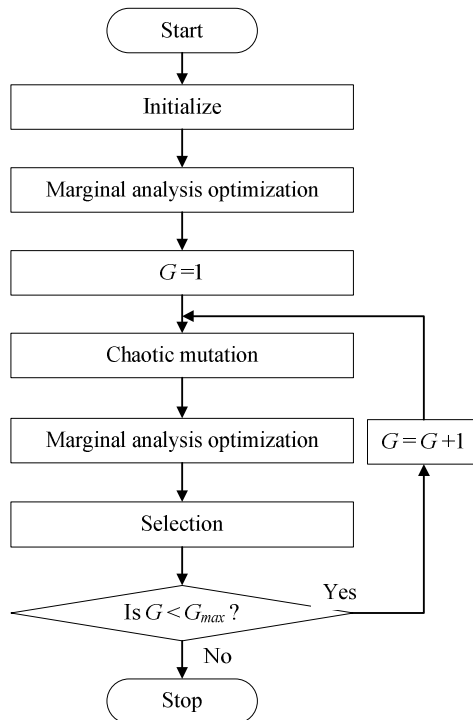 Start
Initialize
Marginal analysis optimization
G=1
Chaotic mutation
Marginal analysis optimization
G=G+1
Selection
Yes
Is G<Gmax?
No
Stop